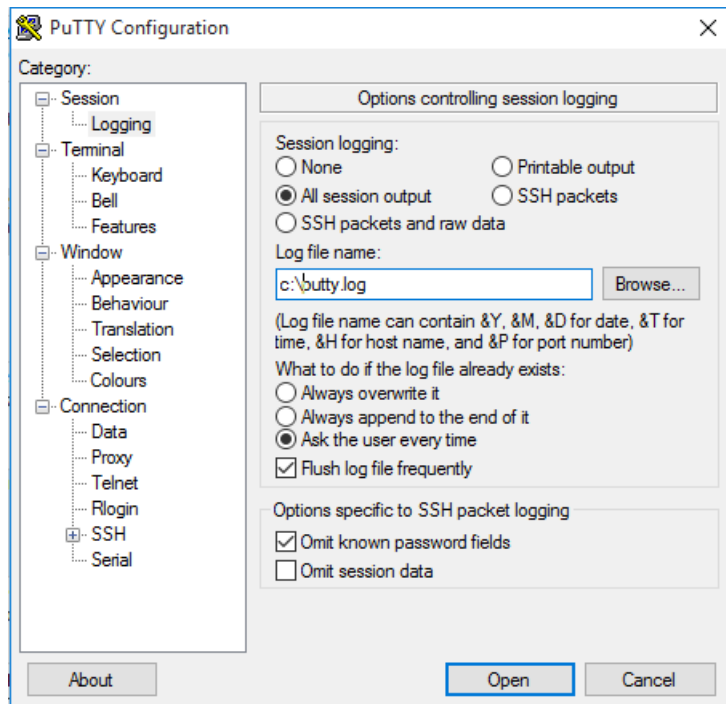 PuTTY Configuration
Category:
Session
Logging
Terminal
Keyboard
Bell
Features
Window
Appearance
Behaviour
Translation
Selection
Colours
Connection
Data
Proxy
Telnet
Rlogin
SSH
Serial
Options controlling session logging
Session logging:
None Printable output
All session output SSH packets
SSH packets and raw data
Log file name:
c:\putty.log Browse...
(Log file name can contain &Y, &M, &D for date, &T for
time, &H for host name, and &P for port number)
What to do if the log file already exists:
Always overwrite it
Always append to the end of it
Ask the user every time
Flush log file frequently
Options specific to SSH packet logging
Omit known password fields
Omit session data
About Open Cancel